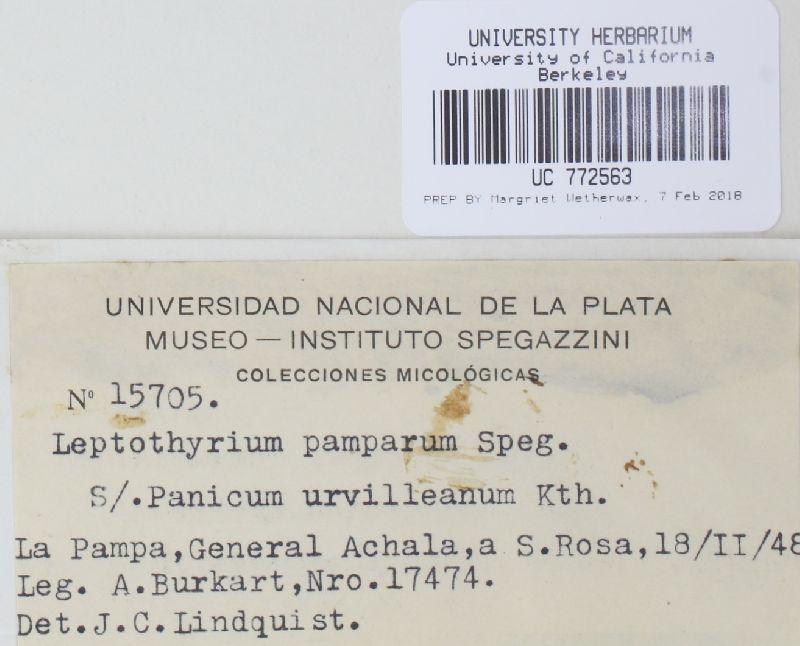 UNIVERSITY HERBARIUM
University of California
Berkeley
UC 772563
PREP BY Margriet Wetherwax, 7 Feb 2018
UNIVERSIDAD NACIONAL DE LA PLATA
MUSEO — INSTITUTO SPEGAZZINI
COLECCIONES MICOLÓGICAS
Nº 15705.
Leptothyrium pamparum Speg.
S/.Panicum urvilleanum Kth.
La Pampa,General Achala,a S.Rosa,18/II/48
Leg. A.Burkart,Nro.17474.
Det.J.C.Lindquist.